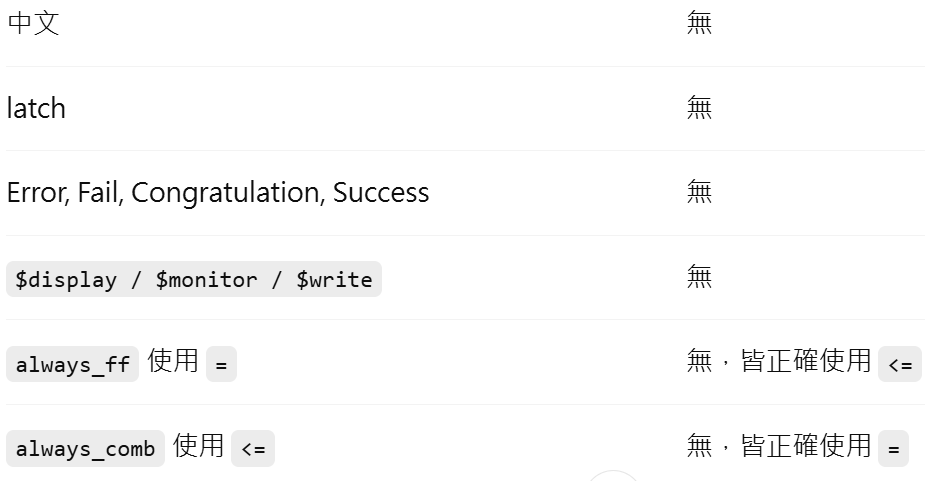 中文 無
latch 無
Error, Fail, Congratulation, Success 無
$display / $monitor / $write 無
always_ff 使用 = 無，皆正確使用 <=
always_comb 使用 <= 無，皆正確使用 =